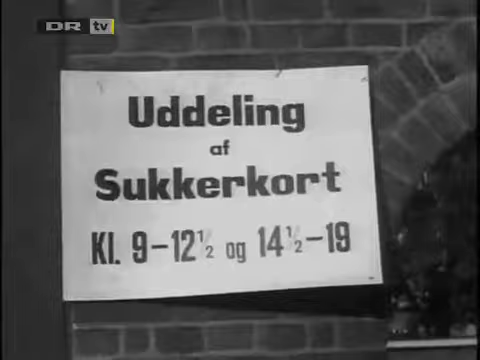 DR tv
Uddeling
af
Sukkerkort
Kl. 9-12½ og 14½-19